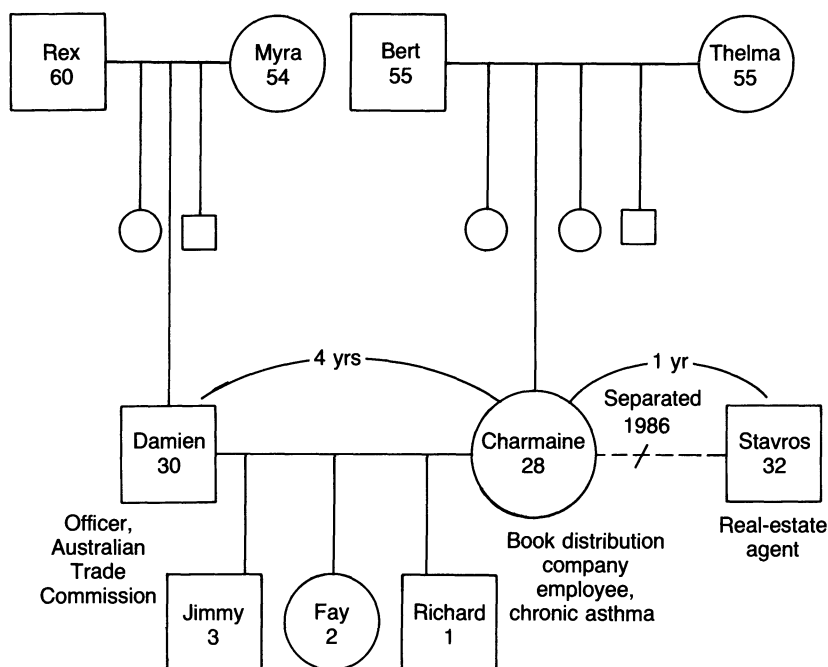 Rex
60
Myra
54
Bert
55
Thelma
55
4 yrs
1 yr
Separated
1986
Damien
30
Charmaine
28
Stavros
32
Officer,
Australian
Trade
Commission
Book distribution
company
employee,
chronic asthma
Real-estate
agent
Jimmy
3
Fay
2
Richard
1